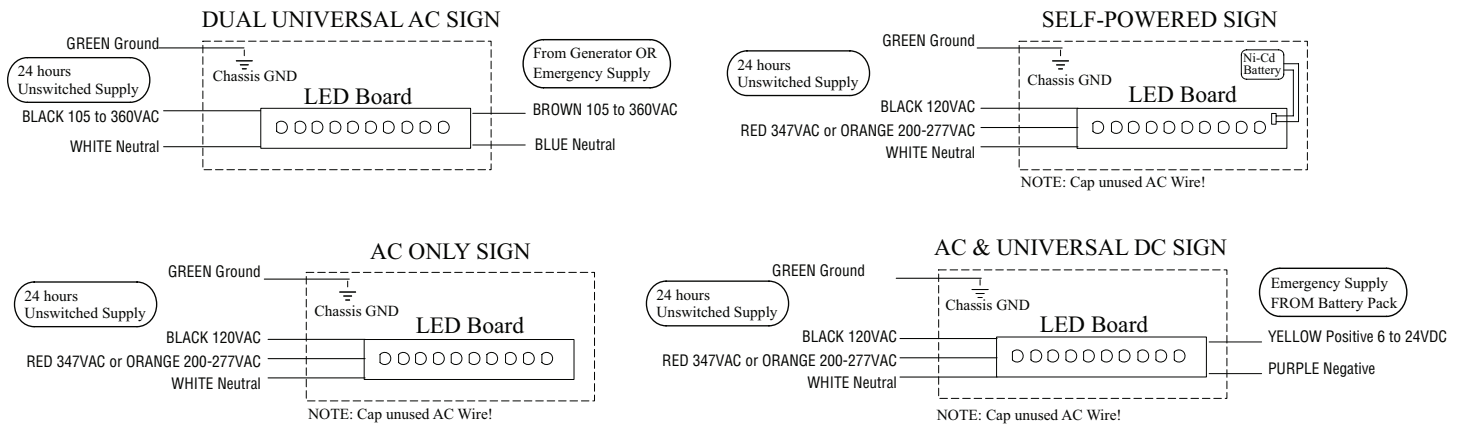 DUAL UNIVERSAL AC SIGN
GREEN Ground
Chassis GND
24 hours
Unswitched Supply
From Generator OR
Emergency Supply
LED Board
BLACK 105 to 360VAC
BROWN 105 to 360VAC
WHITE Neutral
BLUE Neutral
SELF-POWERED SIGN
GREEN Ground
Chassis GND
24 hours
Unswitched Supply
Ni-Cd
Battery
LED Board
BLACK 120VAC
RED 347VAC or ORANGE 200-277VAC
WHITE Neutral
NOTE: Cap unused AC Wire!
AC ONLY SIGN
GREEN Ground
Chassis GND
24 hours
Unswitched Supply
LED Board
BLACK 120VAC
RED 347VAC or ORANGE 200-277VAC
WHITE Neutral
NOTE: Cap unused AC Wire!
AC & UNIVERSAL DC SIGN
GREEN Ground
Chassis GND
24 hours
Unswitched Supply
Emergency Supply
FROM Battery Pack
LED Board
BLACK 120VAC
YELLOW Positive 6 to 24VDC
RED 347VAC or ORANGE 200-277VAC
PURPLE Negative
WHITE Neutral
NOTE: Cap unused AC Wire!